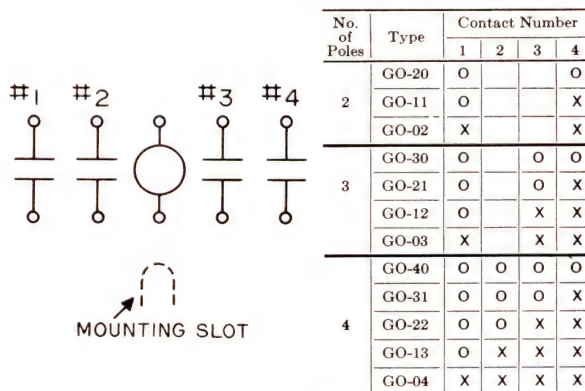 #1 #2 #3 #4
MOUNTING SLOT
No. of Poles Type Contact Number
1 2 3 4
2
GO-20 O O
GO-11 O X
GO-02 X X
3
GO-30 O O O
GO-21 O O X
GO-12 O X X
GO-03 X X X
4
GO-40 O O O O
GO-31 O O O X
GO-22 O O X X
GO-13 O X X X
GO-04 X X X X